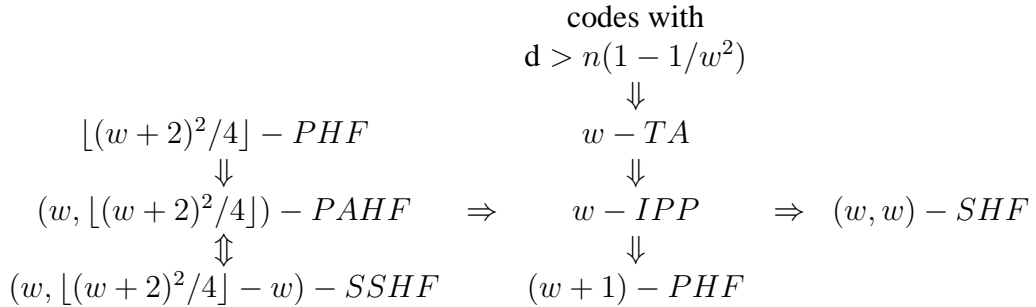 codes with
d > n(1 − 1/w²)
⇓
⌊(w + 2)²/4⌋ − PHF w − TA
⇓ ⇓
(w, ⌊(w + 2)²/4⌋) − PAHF ⇒ w − IPP ⇒ (w, w) − SHF
⇕ ⇓
(w, ⌊(w + 2)²/4⌋ − w) − SSHF (w + 1) − PHF